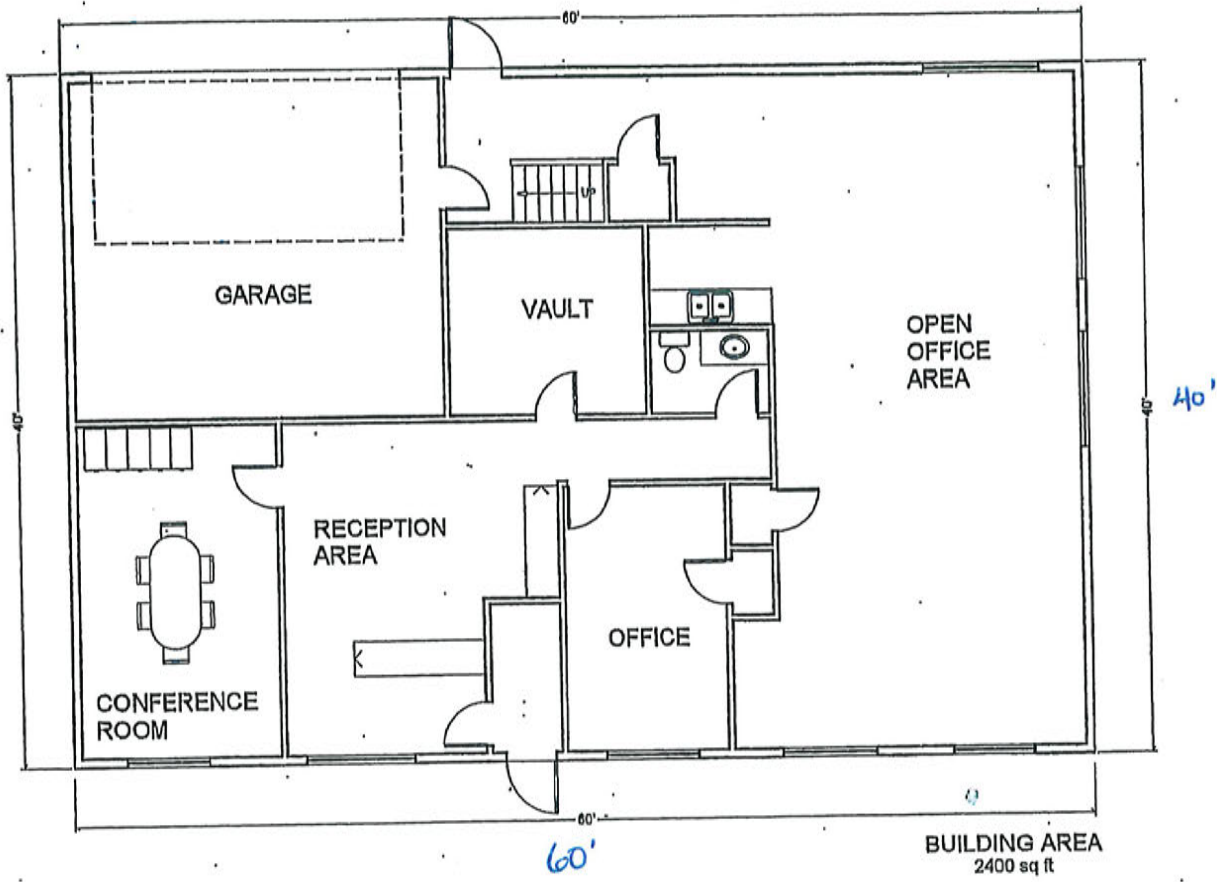 60'
UP
GARAGE
VAULT
OPEN
OFFICE
AREA
40'
40'
40'
RECEPTION
AREA
OFFICE
CONFERENCE
ROOM
60'
60'
BUILDING AREA
2400 sq ft